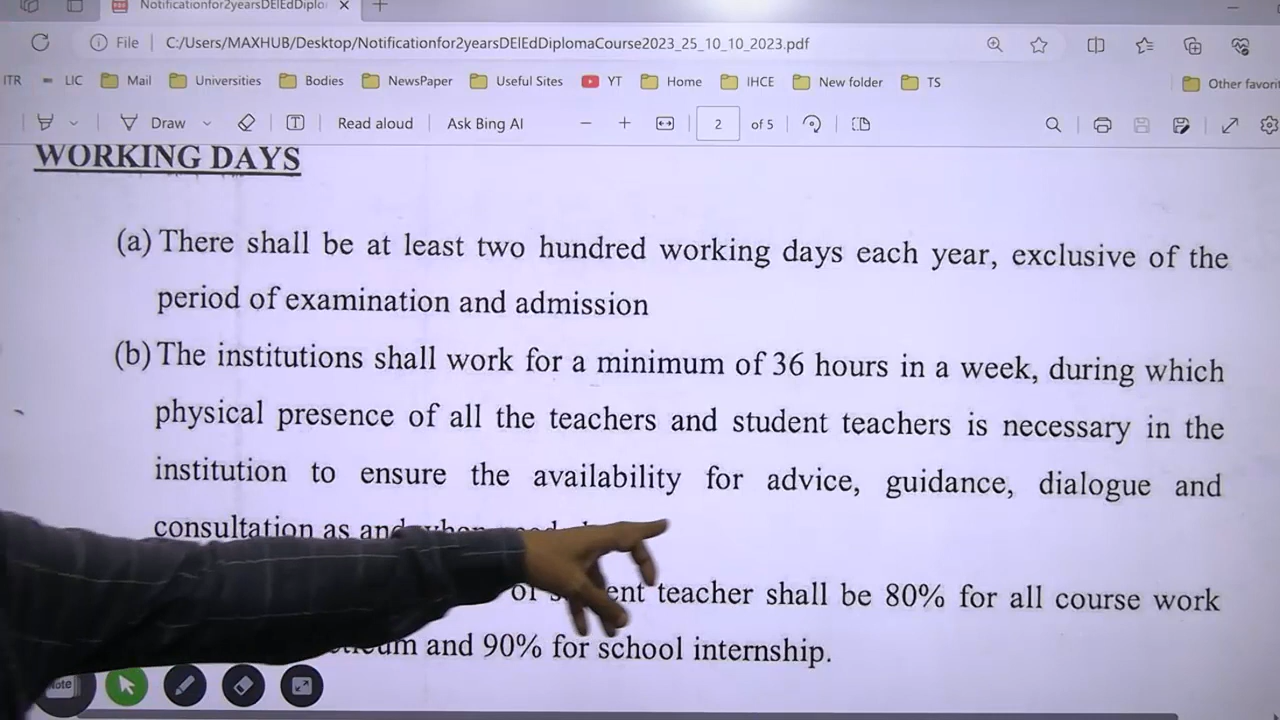 Notificationfor2yearsDElEdDiplo
File C:/Users/MAXHUB/Desktop/Notificationfor2yearsDElEdDiplomaCourse2023_25_10_10_2023.pdf
ITR LIC Mail Universities Bodies NewsPaper Useful Sites YT Home IHCE New folder TS Other favorit
Draw Read aloud Ask Bing AI 2 of 5
WORKING DAYS
(a) There shall be at least two hundred working days each year, exclusive of the
period of examination and admission
(b) The institutions shall work for a minimum of 36 hours in a week, during which
physical presence of all the teachers and student teachers is necessary in the
institution to ensure the availability for advice, guidance, dialogue and
consultation as and when
of student teacher shall be 80% for all course work
and 90% for school internship.
Note